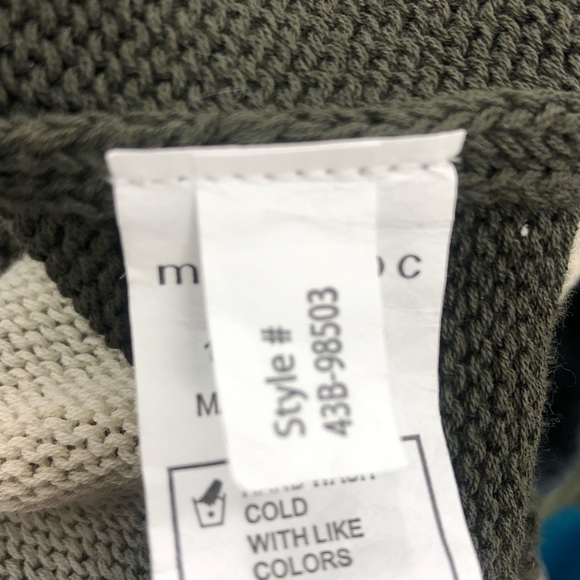 Style #
43B-98503
COLD
WITH LIKE
COLORS